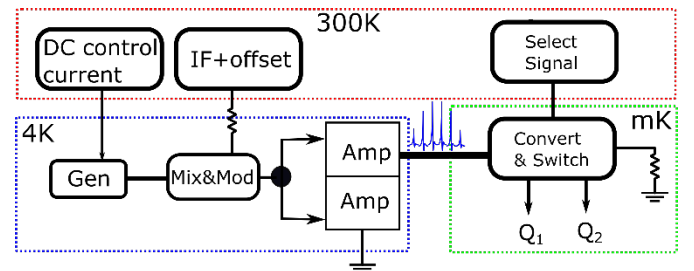 300K
DC control
current
IF+offset
Select
Signal
4K
mK
Gen
Mix&Mod
Amp
Amp
Convert
& Switch
Q1
Q2